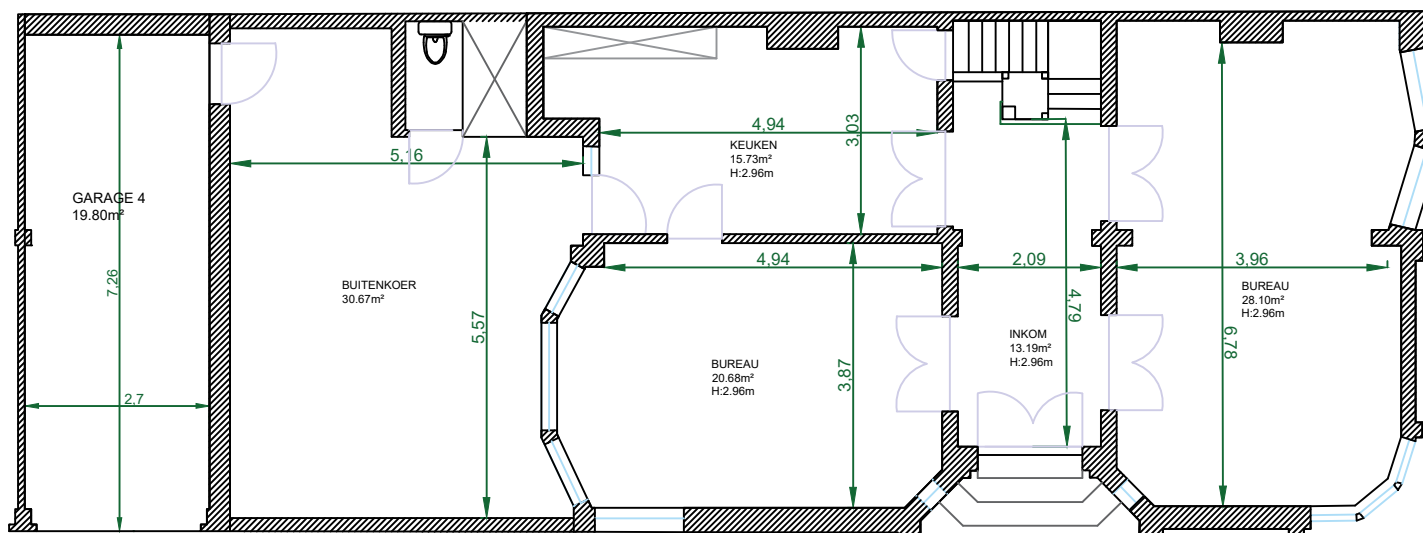 GARAGE 4
19.80m²
7,26
2,7
BUITENKOER
30.67m²
5,16
5,57
KEUKEN
15.73m²
H:2.96m
4,94
3,03
BUREAU
20.68m²
H:2.96m
4,94
3,87
INKOM
13.19m²
H:2.96m
2,09
4,79
BUREAU
28.10m²
H:2.96m
3,96
6,78